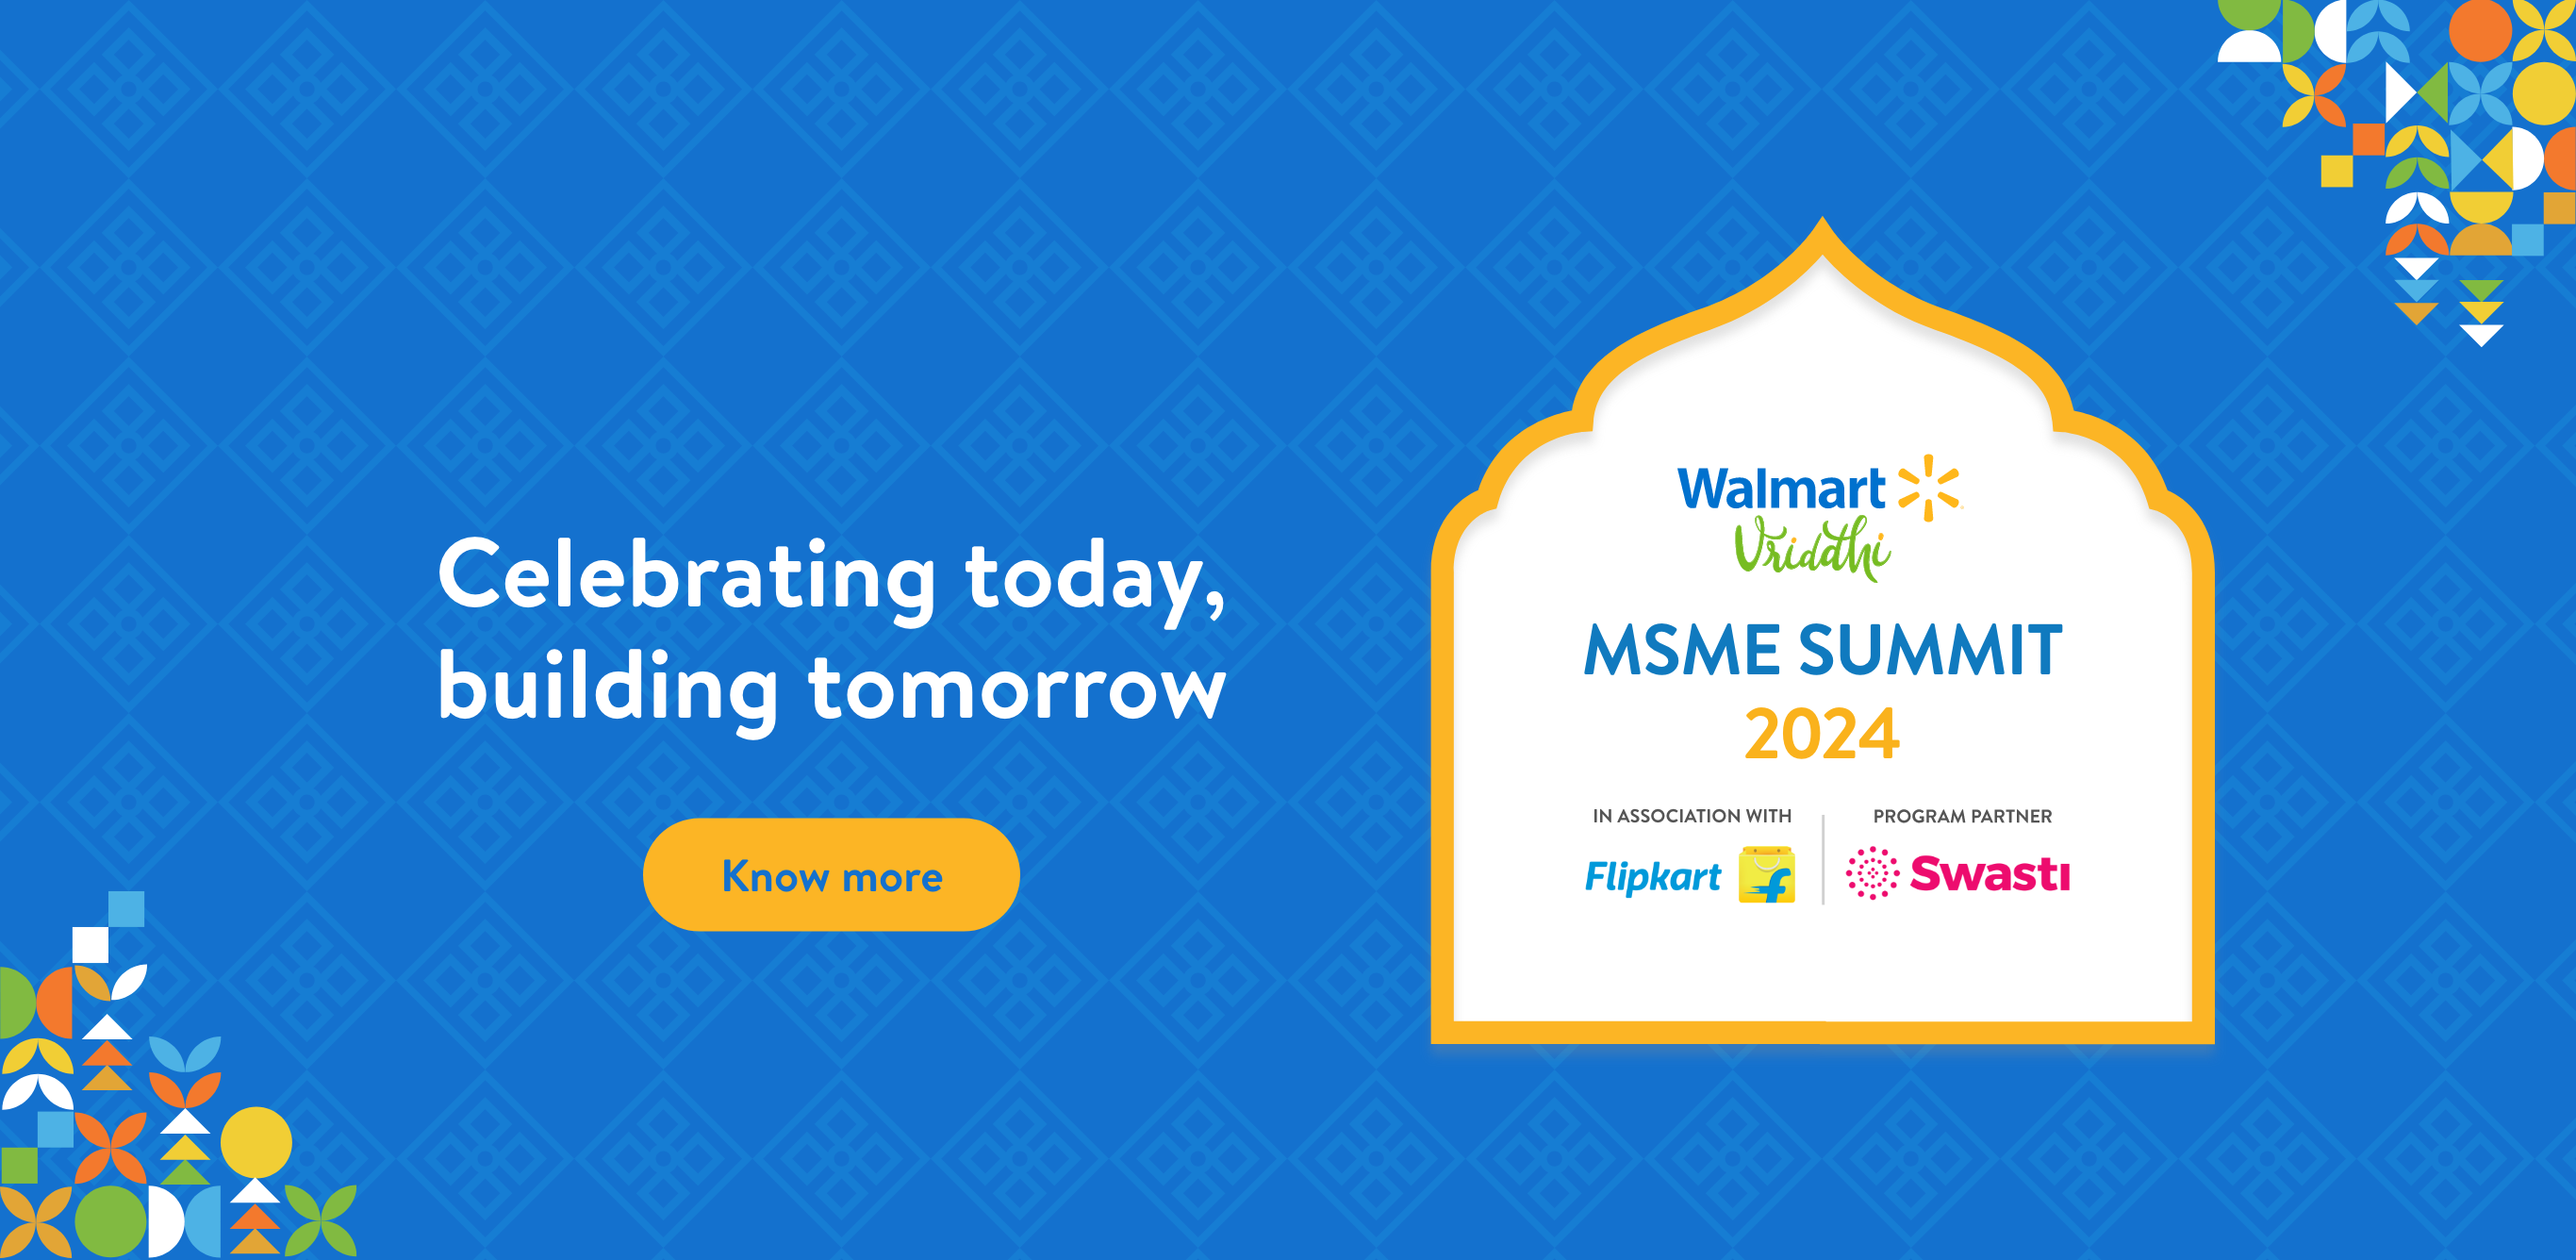 Celebrating today,
building tomorrow
Know more
Walmart
Vriddhi
MSME SUMMIT
2024
IN ASSOCIATION WITH
Flipkart
PROGRAM PARTNER
Swasti